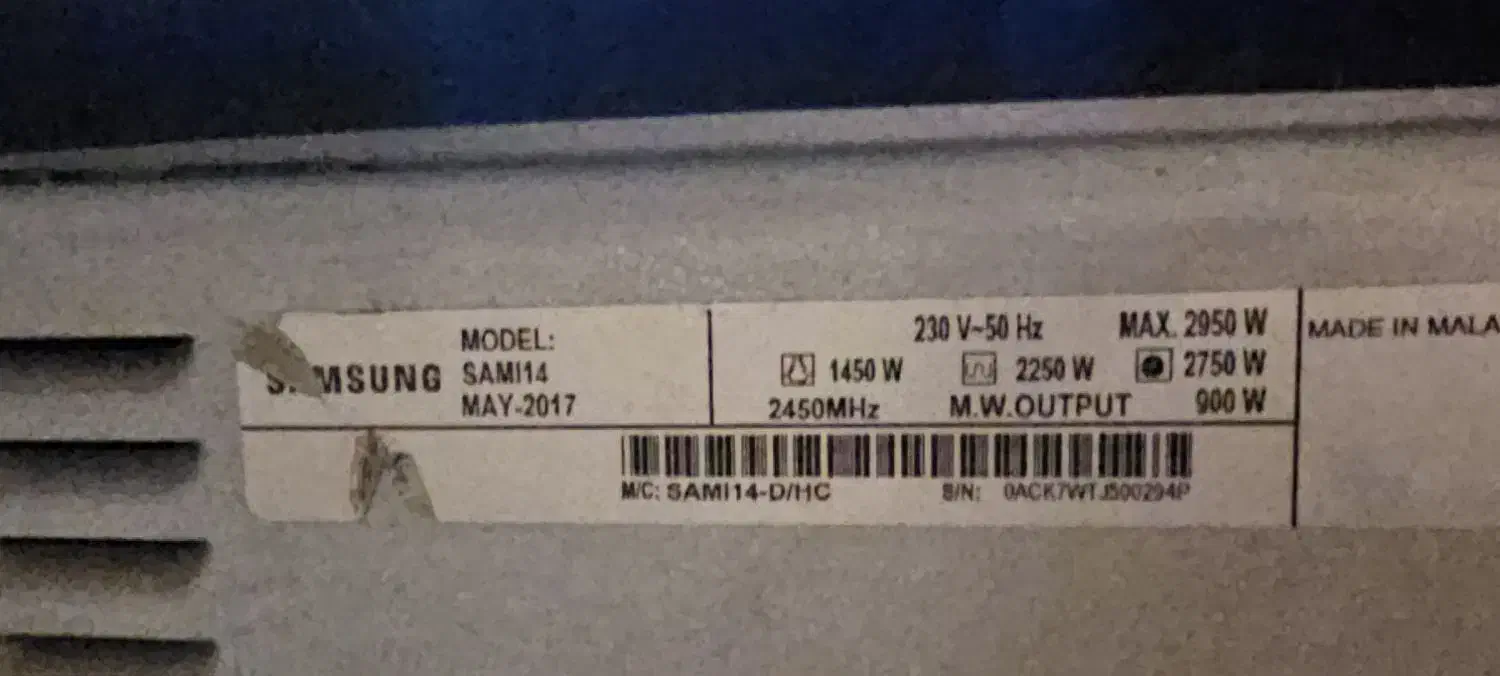 SAMSUNG
MODEL:
SAMI14
MAY-2017
230 V~50 Hz MAX. 2950 W
1450 W 2250 W 2750 W
2450MHz M.W.OUTPUT 900 W
MADE IN MALA
M/C: SAMI14-D/HC S/N: 0ACK7WTJ500294P